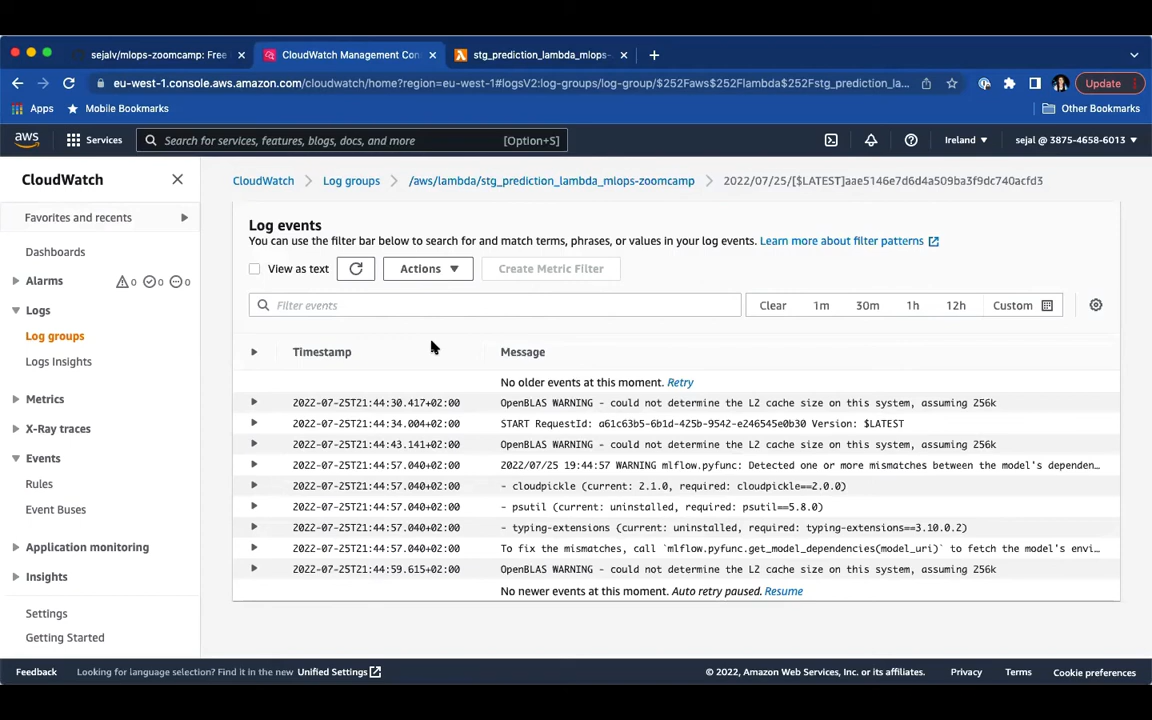 sejalv/mlops-zoomcamp: Free
CloudWatch Management Con
stg_prediction_lambda_mlops-
eu-west-1.console.aws.amazon.com/cloudwatch/home?region=eu-west-1#logsV2:log-groups/log-group/$252Faws$252Flambda$252Fstg_prediction_lambda_m...
Update
Apps
Mobile Bookmarks
Other Bookmarks
aws
Services
Search for services, features, blogs, docs, and more
[Option+S]
Ireland
sejal @ 3875-4658-6013
CloudWatch
Favorites and recents
Dashboards
Alarms
0 0 0
Logs
Log groups
Logs Insights
Metrics
X-Ray traces
Events
Rules
Event Buses
Application monitoring
Insights
Settings
Getting Started
CloudWatch
Log groups
/aws/lambda/stg_prediction_lambda_mlops-zoomcamp
2022/07/25/[$LATEST]aae5146e7d6d4a509ba3f9dc740acfd3
Log events
You can use the filter bar below to search for and match terms, phrases, or values in your log events. Learn more about filter patterns
View as text
Actions
Create Metric Filter
Filter events
Clear 1m 30m 1h 12h Custom
Timestamp Message
No older events at this moment. Retry
2022-07-25T21:44:30.417+02:00 OpenBLAS WARNING - could not determine the L2 cache size on this system, assuming 256k
2022-07-25T21:44:34.004+02:00 START RequestId: a61c63b5-6b1d-425b-9542-e246545e0b30 Version: $LATEST
2022-07-25T21:44:43.141+02:00 OpenBLAS WARNING - could not determine the L2 cache size on this system, assuming 256k
2022-07-25T21:44:57.040+02:00 2022/07/25 19:44:57 WARNING mlflow.pyfunc: Detected one or more mismatches between the model's dependen...
2022-07-25T21:44:57.040+02:00 - cloudpickle (current: 2.1.0, required: cloudpickle==2.0.0)
2022-07-25T21:44:57.040+02:00 - psutil (current: uninstalled, required: psutil==5.8.0)
2022-07-25T21:44:57.040+02:00 - typing-extensions (current: uninstalled, required: typing-extensions==3.10.0.2)
2022-07-25T21:44:57.040+02:00 To fix the mismatches, call `mlflow.pyfunc.get_model_dependencies(model_uri)` to fetch the model's envi...
2022-07-25T21:44:59.615+02:00 OpenBLAS WARNING - could not determine the L2 cache size on this system, assuming 256k
No newer events at this moment. Auto retry paused. Resume
Feedback
Looking for language selection? Find it in the new Unified Settings
© 2022, Amazon Web Services, Inc. or its affiliates.
Privacy
Terms
Cookie preferences